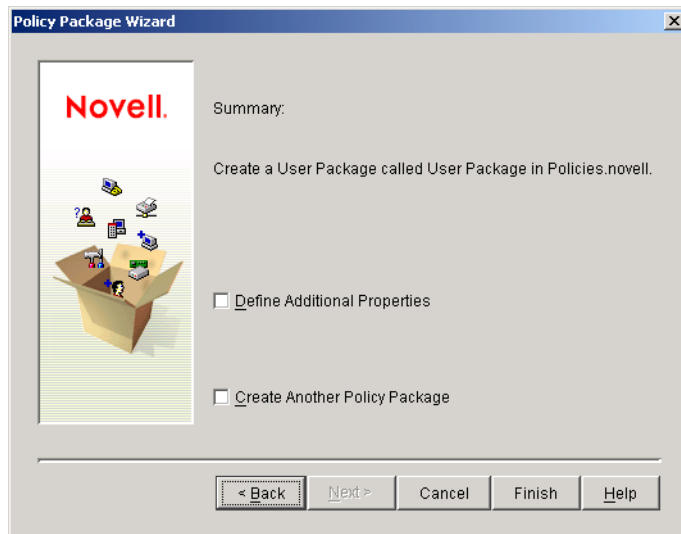 Policy Package Wizard
Novell.
Summary:
Create a User Package called User Package in Policies.novell.
Define Additional Properties
Create Another Policy Package
< Back
Next >
Cancel
Finish
Help